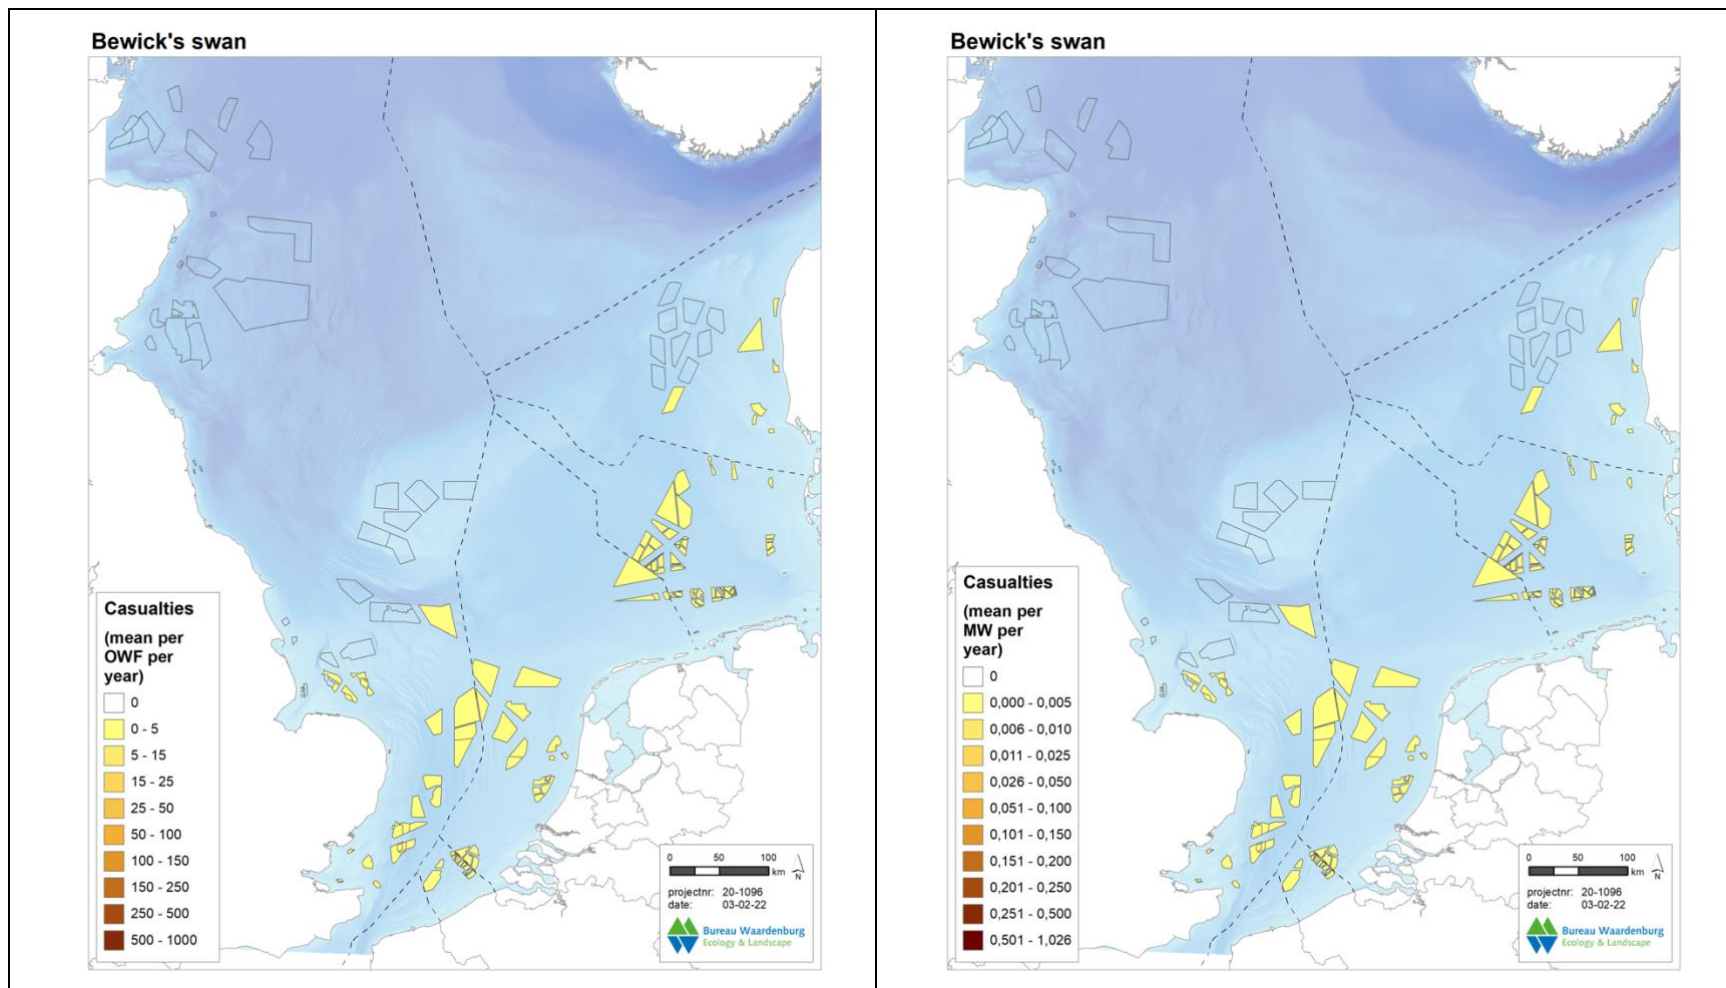 Bewick's swan
Casualties
(mean per
OWF per
year)
0
0 - 5
5 - 15
15 - 25
25 - 50
50 - 100
100 - 150
150 - 250
250 - 500
500 - 1000
0 50 100
km
N
projectnr: 20-1096
date: 03-02-22
Bureau Waardenburg
Ecology & Landscape
Bewick's swan
Casualties
(mean per
MW per
year)
0
0,000 - 0,005
0,006 - 0,010
0,011 - 0,025
0,026 - 0,050
0,051 - 0,100
0,101 - 0,150
0,151 - 0,200
0,201 - 0,250
0,251 - 0,500
0,501 - 1,026
0 50 100
km
N
projectnr: 20-1096
date: 03-02-22
Bureau Waardenburg
Ecology & Landscape